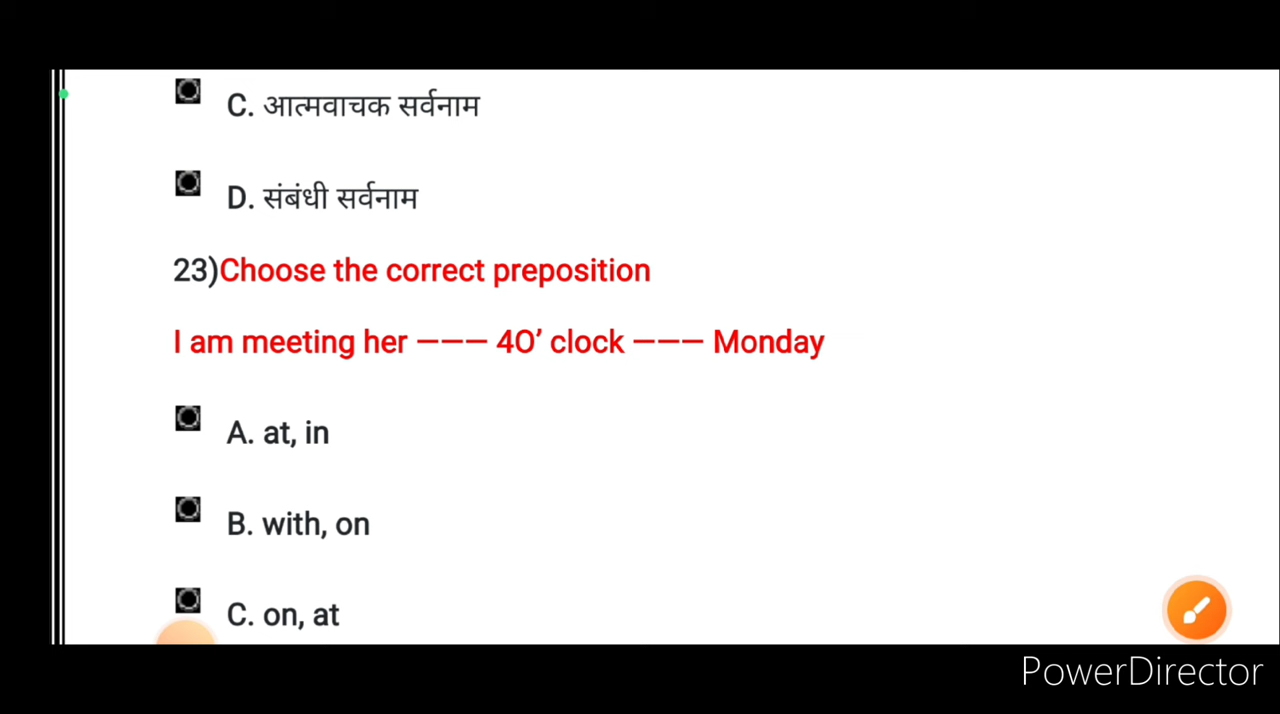 C. आत्मवाचक सर्वनाम
D. संबंधी सर्वनाम
23)Choose the correct preposition
I am meeting her ––– 4O’ clock ––– Monday
A. at, in
B. with, on
C. on, at
PowerDirector